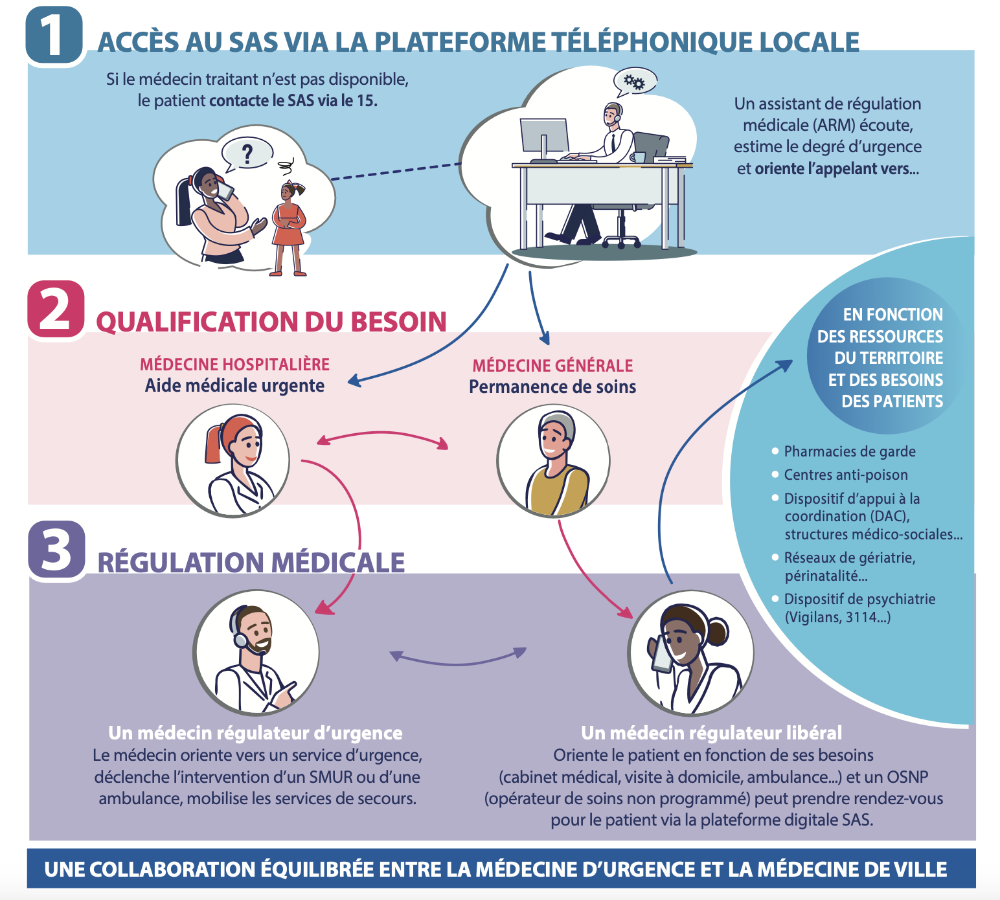 1 ACCÈS AU SAS VIA LA PLATEFORME TÉLÉPHONIQUE LOCALE
Si le médecin traitant n’est pas disponible,
le patient contacte le SAS via le 15.
?
Un assistant de régulation
médicale (ARM) écoute,
estime le degré d’urgence
et oriente l’appelant vers...
2 QUALIFICATION DU BESOIN
MÉDECINE HOSPITALIÈRE
Aide médicale urgente
MÉDECINE GÉNÉRALE
Permanence de soins
EN FONCTION
DES RESSOURCES
DU TERRITOIRE
ET DES BESOINS
DES PATIENTS
• Pharmacies de garde
• Centres anti-poison
• Dispositif d’appui à la
coordination (DAC),
structures médico-sociales...
• Réseaux de gériatrie,
périnatalité...
• Dispositif de psychiatrie
(Vigilans, 3114...)
3 RÉGULATION MÉDICALE
Un médecin régulateur d’urgence
Le médecin oriente vers un service d’urgence,
déclenche l’intervention d’un SMUR ou d’une
ambulance, mobilise les services de secours.
Un médecin régulateur libéral
Oriente le patient en fonction de ses besoins
(cabinet médical, visite à domicile, ambulance...) et un OSNP
(opérateur de soins non programmé) peut prendre rendez-vous
pour le patient via la plateforme digitale SAS.
UNE COLLABORATION ÉQUILIBRÉE ENTRE LA MÉDECINE D’URGENCE ET LA MÉDECINE DE VILLE